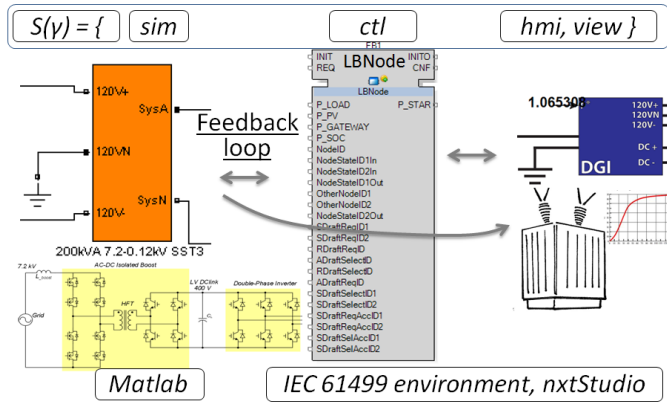 S(γ) = {
sim
ctl
hmi, view }
FB1
INIT INITO
REQ CNF
LBNode
LBNode
P_LOAD P_STAR
P_PV
P_GATEWAY
P_SOC
NodeID
NodeStateID1In
NodeStateID2In
NodeStateID1Out
OtherNodeID1
OtherNodeID2
NodeStateID2Out
SDraftReqID1
SDraftReqID2
RDraftReqID
ADraftSelectID
RDraftSelectID
ADraftReqID
SDraftSelectID1
SDraftSelectID2
SDraftReqAccID1
SDraftReqAccID2
SDraftSelAccID1
SDraftSelAccID2
120V+
SysA
120VN
SysN
120V-
200kVA 7.2-0.12kV SST3
Feedback
loop
1.065308
120V+
120VN
120V-
DC +
DC -
DGI
AC-DC Isolated Boost
7.2 kV
LV DClink
400 V
Double-Phase Inverter
HFT
Grid
Matlab
IEC 61499 environment, nxtStudio